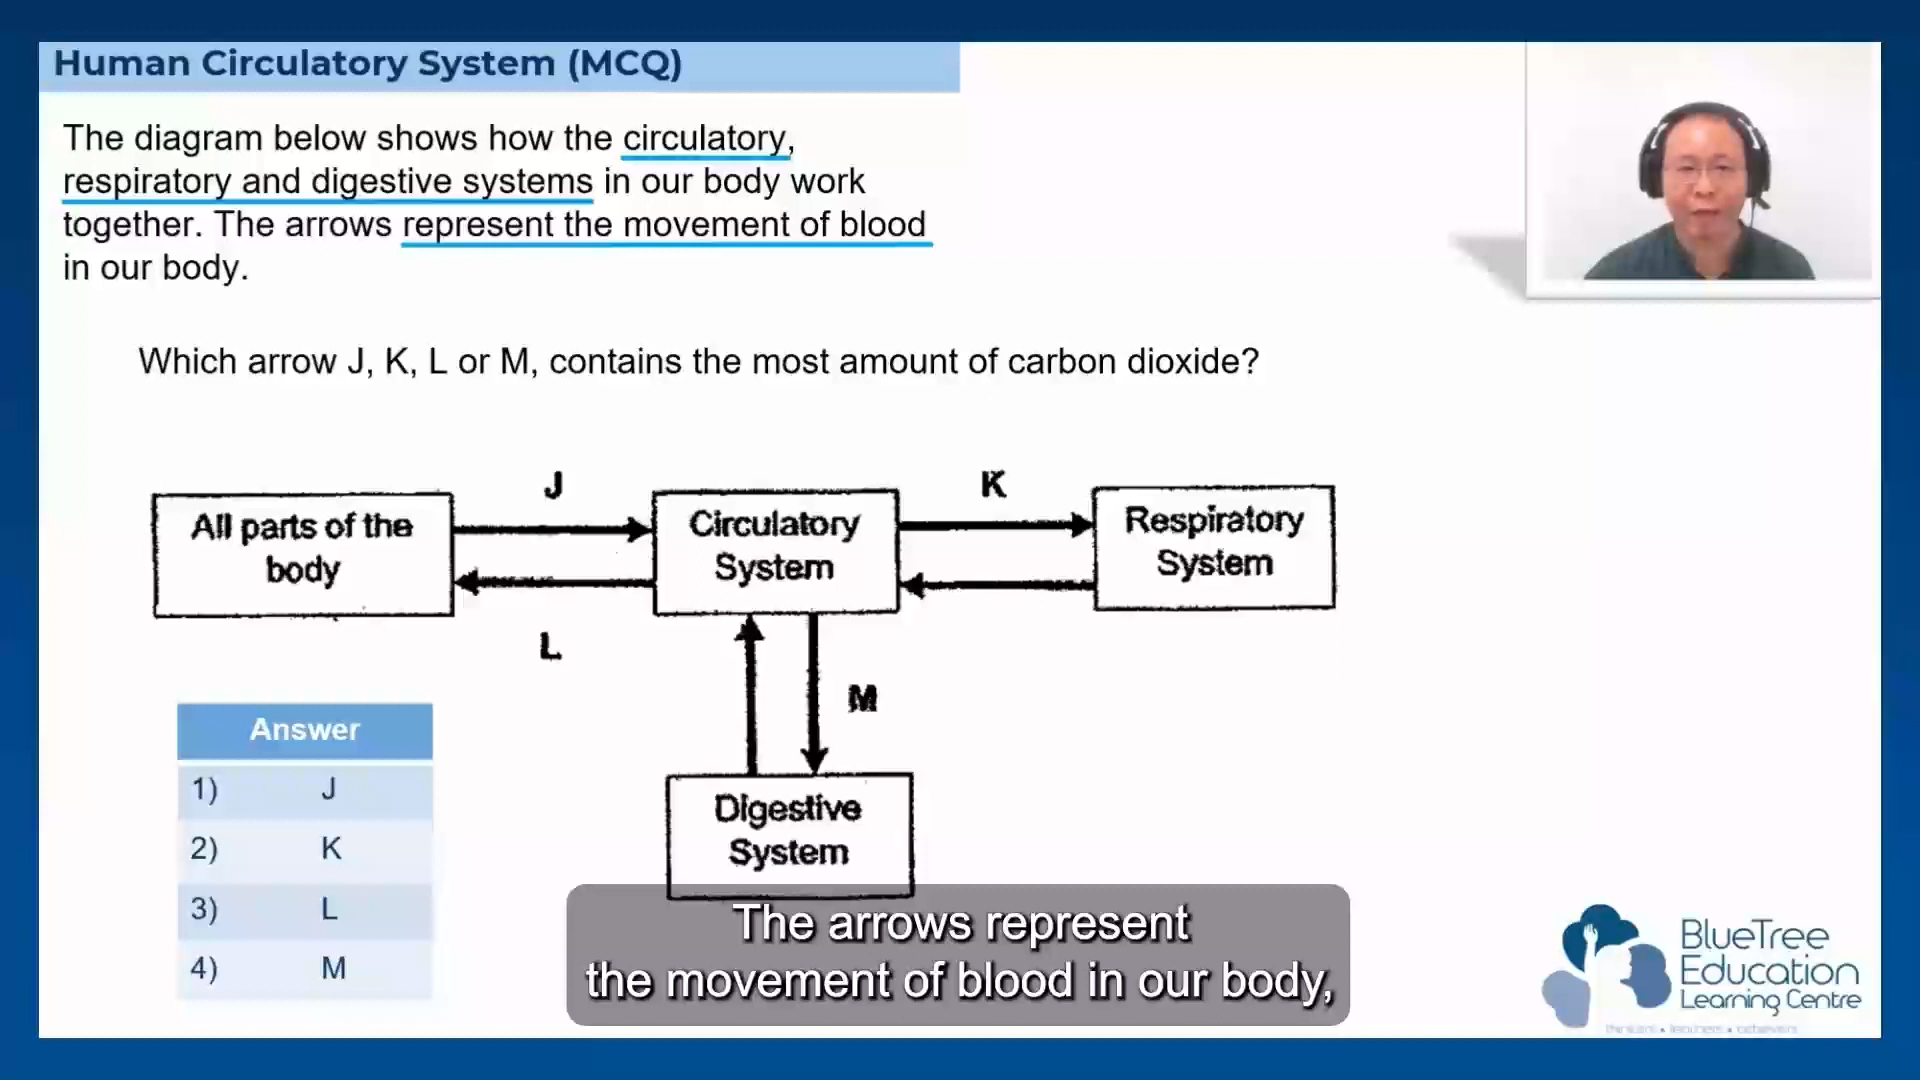 Human Circulatory System (MCQ)
The diagram below shows how the circulatory,
respiratory and digestive systems in our body work
together. The arrows represent the movement of blood
in our body.
Which arrow J, K, L or M, contains the most amount of carbon dioxide?
J
K
All parts of the
body
Circulatory
System
Respiratory
System
L
M
Digestive
System
Answer
1) J
2) K
3) L
4) M
The arrows represent
the movement of blood in our body,
BlueTree
Education
Learning Centre